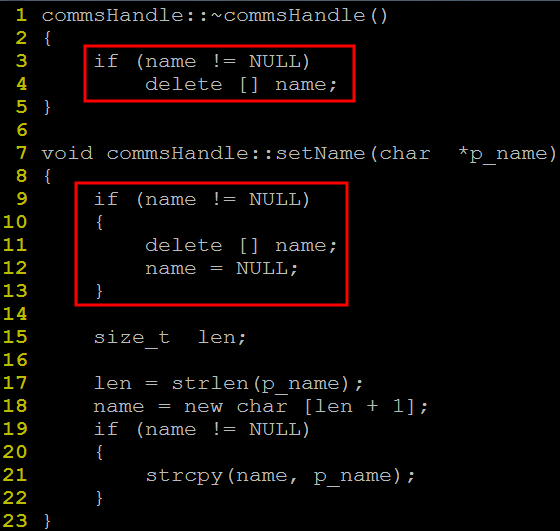 1 commsHandle::~commsHandle()
2 {
3     if (name != NULL)
4         delete [] name;
5 }
6
7 void commsHandle::setName(char  *p_name)
8 {
9     if (name != NULL)
10     {
11         delete [] name;
12         name = NULL;
13     }
14
15     size_t  len;
16
17     len = strlen(p_name);
18     name = new char [len + 1];
19     if (name != NULL)
20     {
21         strcpy(name, p_name);
22     }
23 }